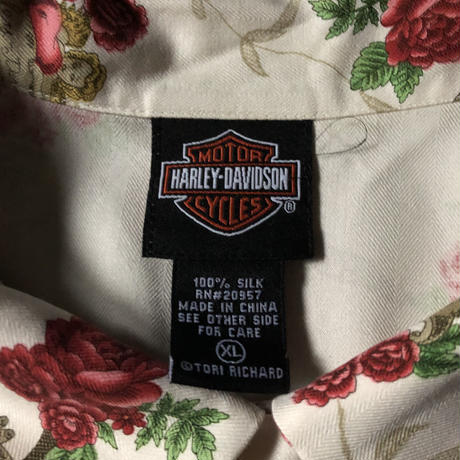 MOTOR
HARLEY-DAVIDSON
CYCLES ®
100% SILK
RN#20957
MADE IN CHINA
SEE OTHER SIDE
FOR CARE
XL
©TORI RICHARD